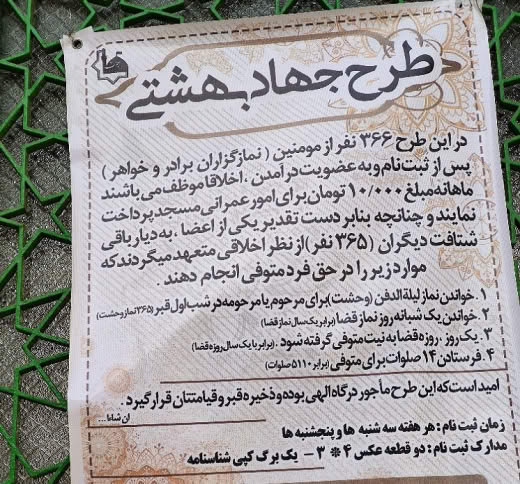 طرح جهاد بهشتی
در این طرح ۳۶۶ نفر از مومنین ( نمازگزاران برادر و خواهر )
پس از ثبت نام و به عضویت در آمدن . اخلاقا موظف می باشند
ماهانه مبلغ ۱۰/۰۰۰ تومان برای امور عمرانی مسجد پرداخت
نمایند و چنانچه بنابر دست تقدیر یکی از اعضا ، به دیار باقی
شتافت دیگران (۳۶۵ نفر) از نظر اخلاقی متعهد میگردند که
موارد زیر را در حق فرد متوفی انجام دهند .
۱. خواندن نماز لیلة الدفن (وحشت) برای مرحوم یا مرحومه در شب اول قبر (۳۶۵ نماز وحشت)
۲. خواندن یک شبانه روز نماز قضا (برابر یک سال نماز قضا)
۳. یک روز ، روزه قضا به نیت متوفی گرفته شود . (برابر با یک سال روزه قضا)
۴. فرستادن ۱۴ صلوات برای متوفی (برابر ۵۱۱۰ صلوات)
امید است که این طرح مأجور درگاه الهی بوده و ذخیره قبر و قیامتتان قرار گیرد .
ان شاءا...
زمان ثبت نام : هر هفته سه شنبه ها و پنجشنبه ها
مدارک ثبت نام : دو قطعه عکس ۴ * ۳ - یک برگ کپی شناسنامه